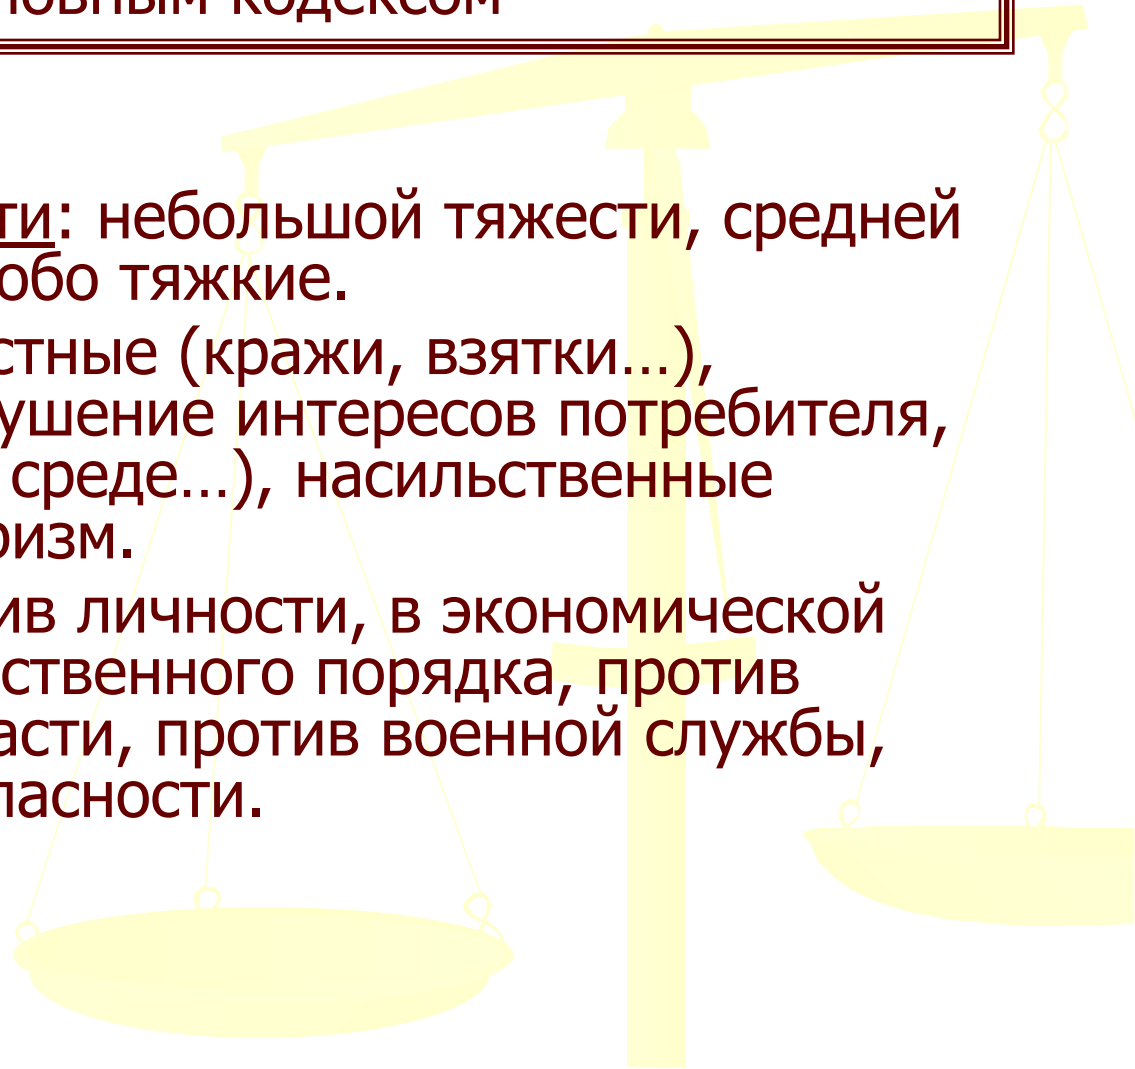 ловным кодексом
ти: небольшой тяжести, средней
обо тяжкие.
стные (кражи, взятки…),
ушение интересов потребителя,
среде…), насильственные
ризм.
ив личности, в экономической
ственного порядка, против
асти, против военной службы,
пасности.